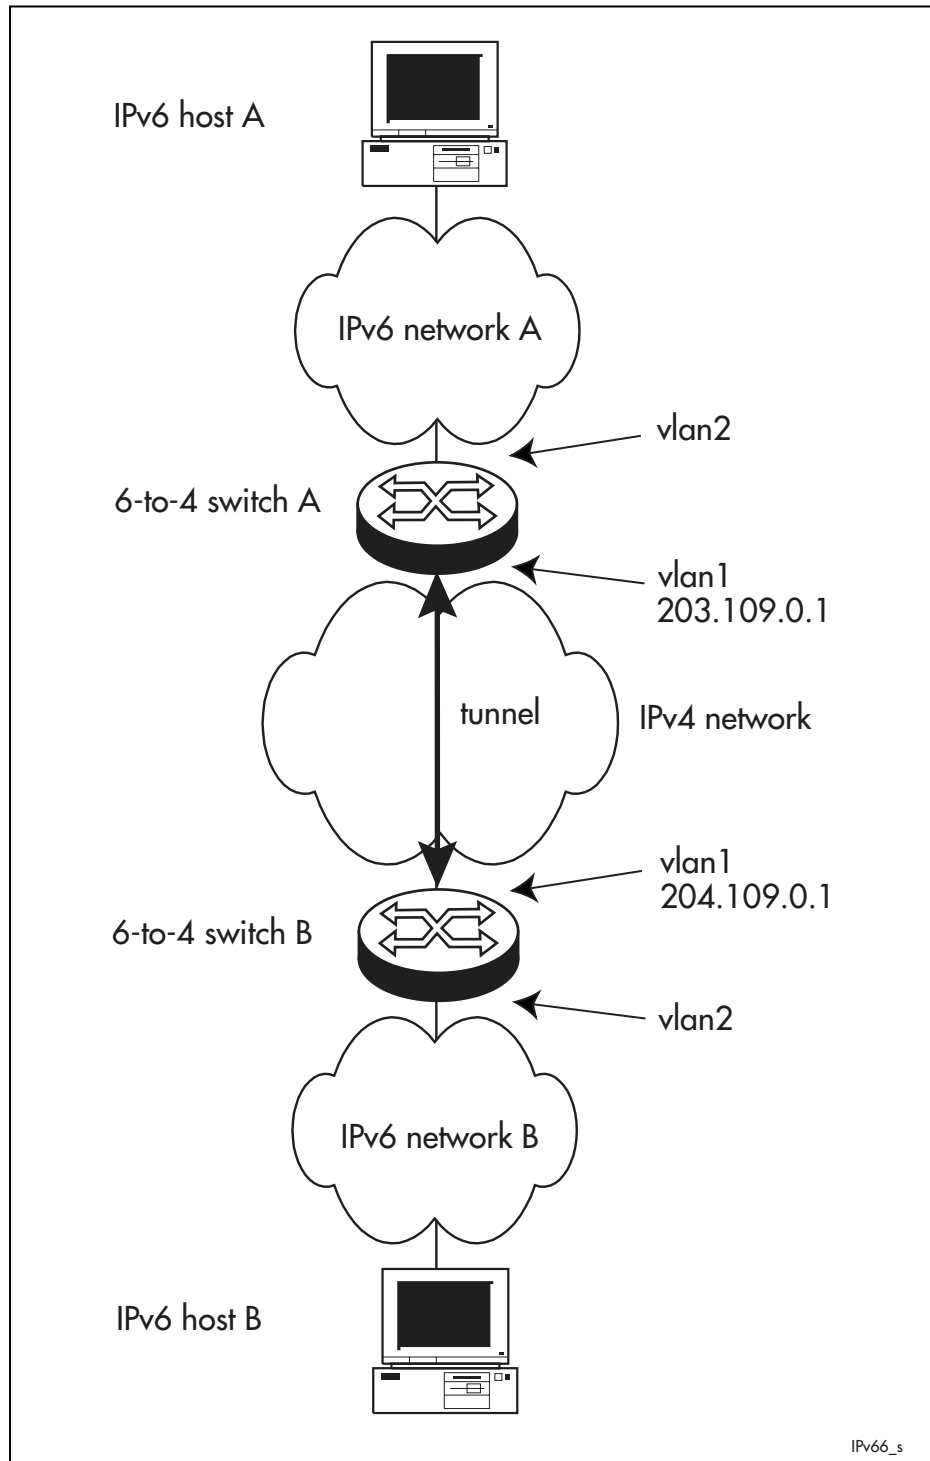 IPv6 host A
IPv6 network A
vlan2
6-to-4 switch A
vlan1
203.109.0.1
tunnel
IPv4 network
vlan1
204.109.0.1
6-to-4 switch B
vlan2
IPv6 network B
IPv6 host B
IPv66_s